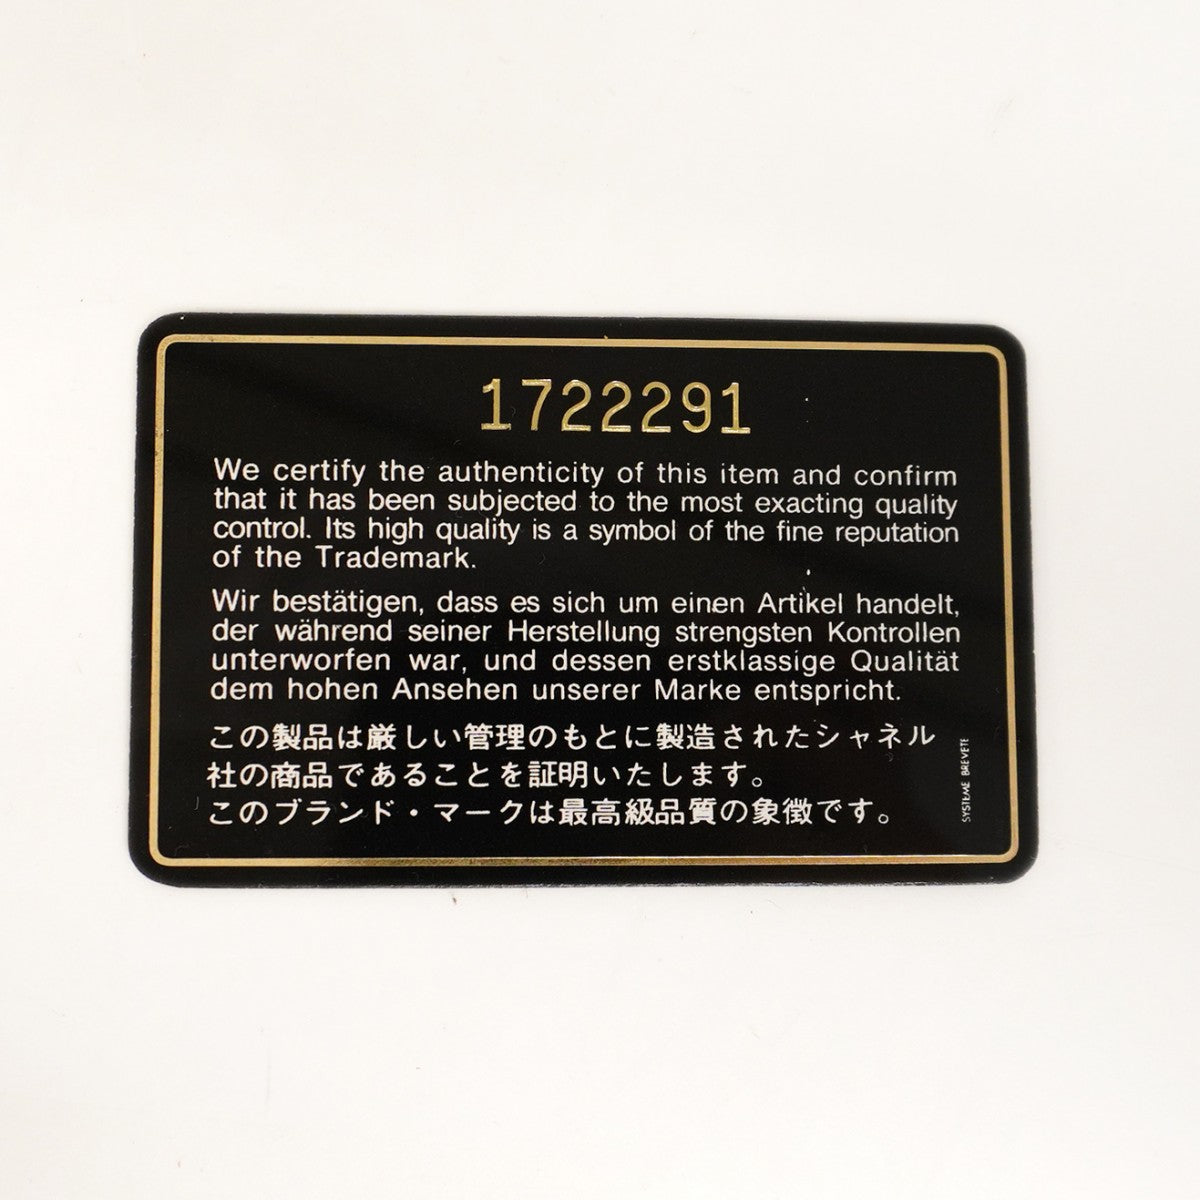 1722291
We certify the authenticity of this item and confirm
that it has been subjected to the most exacting quality
control. Its high quality is a symbol of the fine reputation
of the Trademark.
Wir bestätigen, dass es sich um einen Artikel handelt,
der während seiner Herstellung strengsten Kontrollen
unterworfen war, und dessen erstklassige Qualität
dem hohen Ansehen unserer Marke entspricht.
この製品は厳しい管理のもとに製造されたシャネル
社の商品であることを証明いたします。
このブランド・マークは最高級品質の象徴です。
SYSTEME BREVETE